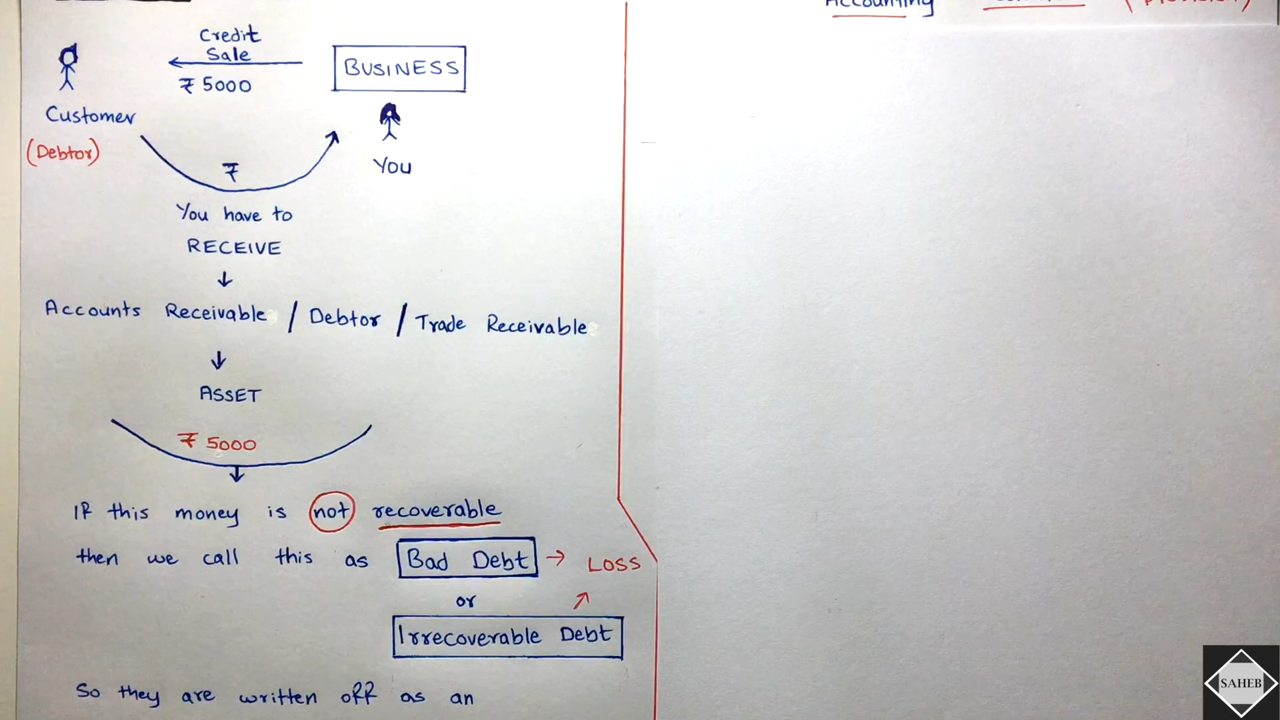 Accounting
Credit
Sale
₹ 5000
BUSINESS
Customer
(Debtor)
₹
YOU
You have to
RECEIVE
Accounts Receivable / Debtor / Trade Receivable
ASSET
₹ 5000
If this money is not recoverable
then we call this as Bad Debt → LOSS
or
Irrecoverable Debt
So they are written off as an
SAHEB